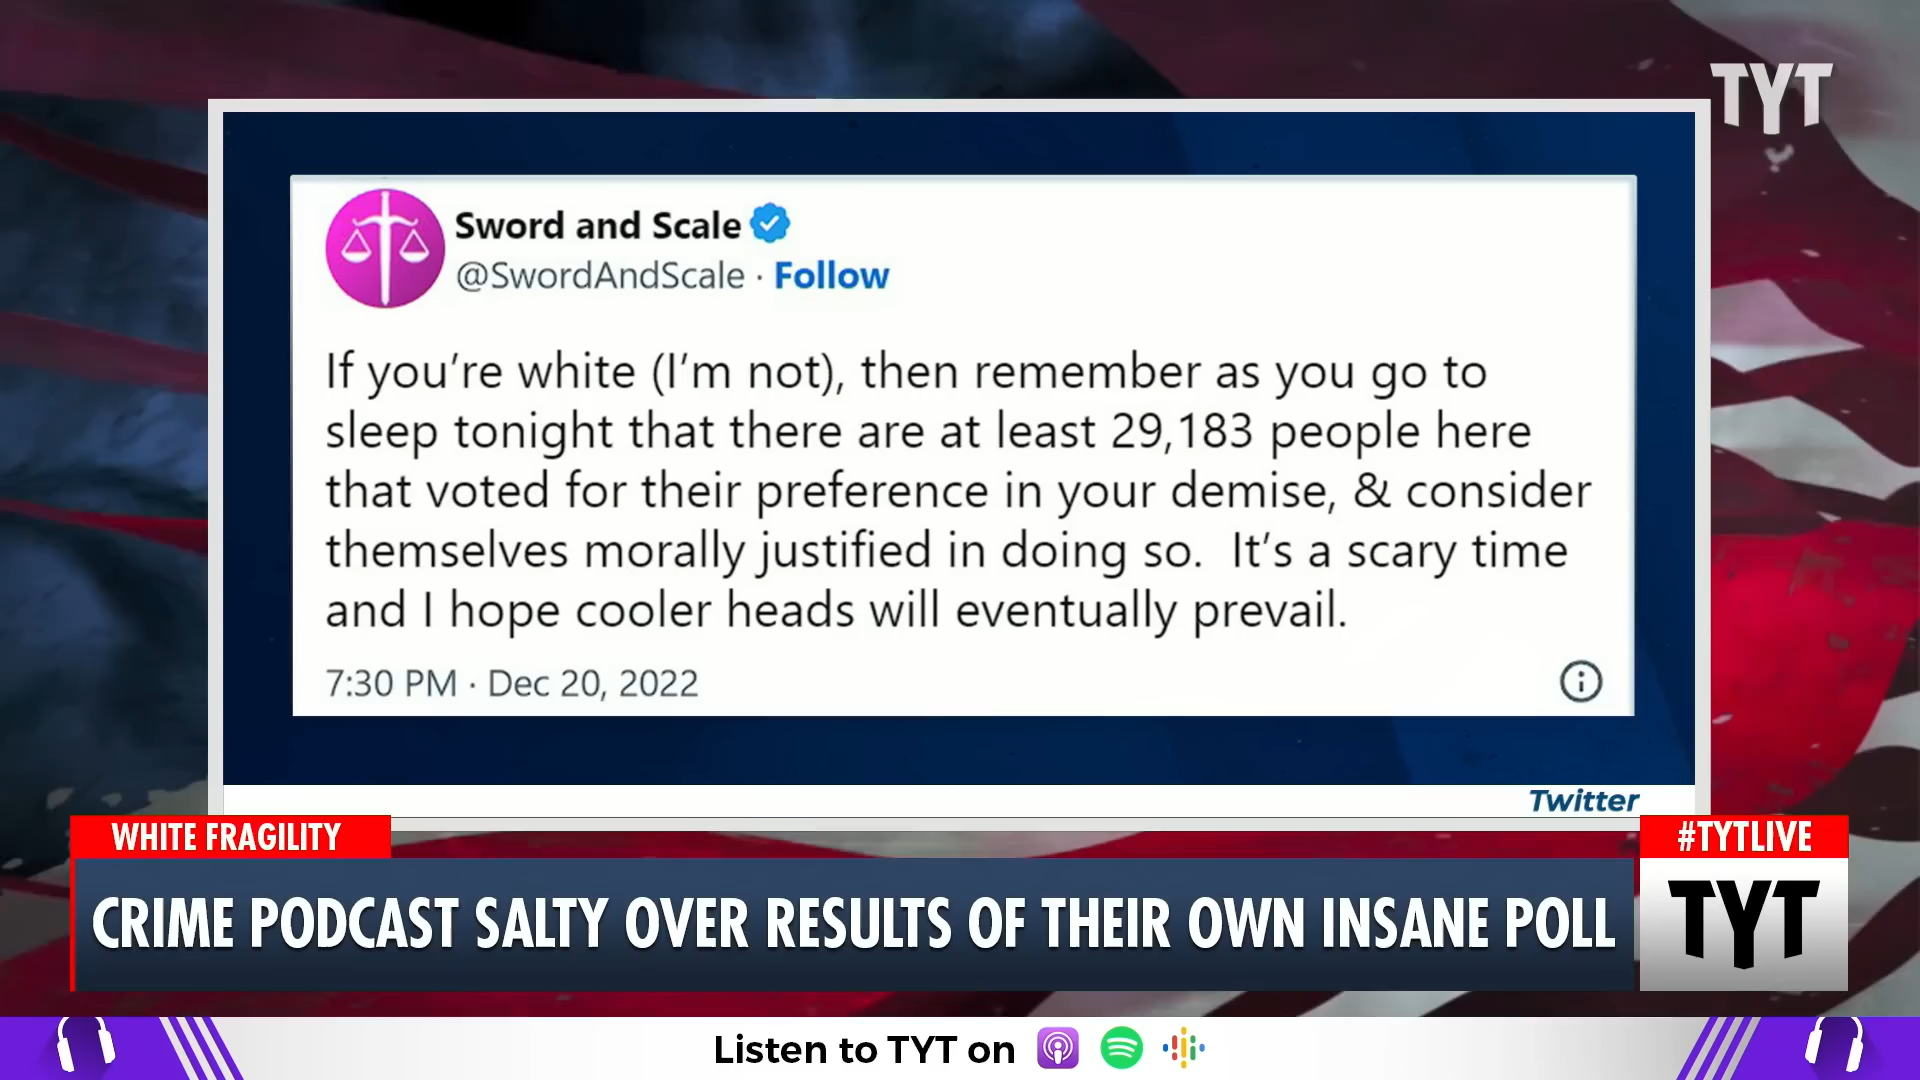 TYT
Sword and Scale
@SwordAndScale · Follow
If you're white (I'm not), then remember as you go to
sleep tonight that there are at least 29,183 people here
that voted for their preference in your demise, & consider
themselves morally justified in doing so.  It's a scary time
and I hope cooler heads will eventually prevail.
7:30 PM · Dec 20, 2022
Twitter
WHITE FRAGILITY
#TYTLIVE
CRIME PODCAST SALTY OVER RESULTS OF THEIR OWN INSANE POLL
TYT
Listen to TYT on